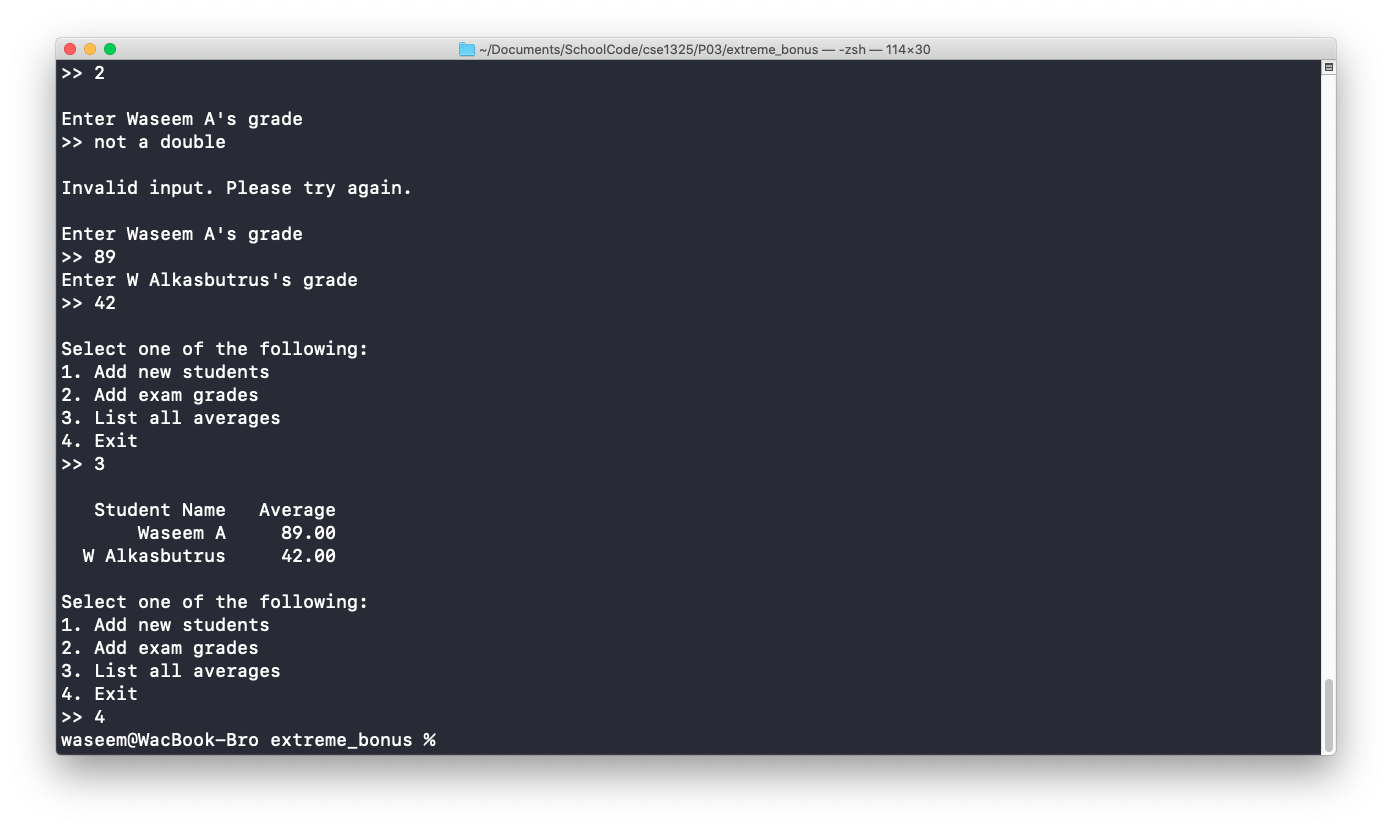 ~/Documents/SchoolCode/cse1325/P03/extreme_bonus — -zsh — 114×30
>> 2
Enter Waseem A's grade
>> not a double
Invalid input. Please try again.
Enter Waseem A's grade
>> 89
Enter W Alkasbutrus's grade
>> 42
Select one of the following:
1. Add new students
2. Add exam grades
3. List all averages
4. Exit
>> 3
Student Name   Average
Waseem A     89.00
W Alkasbutrus     42.00
Select one of the following:
1. Add new students
2. Add exam grades
3. List all averages
4. Exit
>> 4
waseem@WacBook-Bro extreme_bonus %